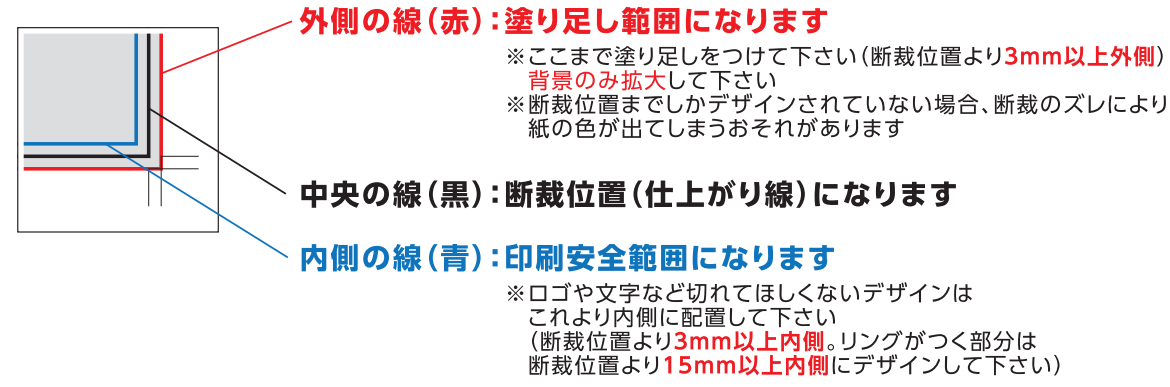 外側の線（赤）：塗り足し範囲になります
※ここまで塗り足しをつけて下さい（断裁位置より3mm以上外側）
背景のみ拡大して下さい
※断裁位置までしかデザインされていない場合、断裁のズレにより
紙の色が出てしまうおそれがあります
中央の線（黒）：断裁位置（仕上がり線）になります
内側の線（青）：印刷安全範囲になります
※ロゴや文字など切れてほしくないデザインは
これより内側に配置して下さい
（断裁位置より3mm以上内側。リングがつく部分は
断裁位置より15mm以上内側にデザインして下さい）